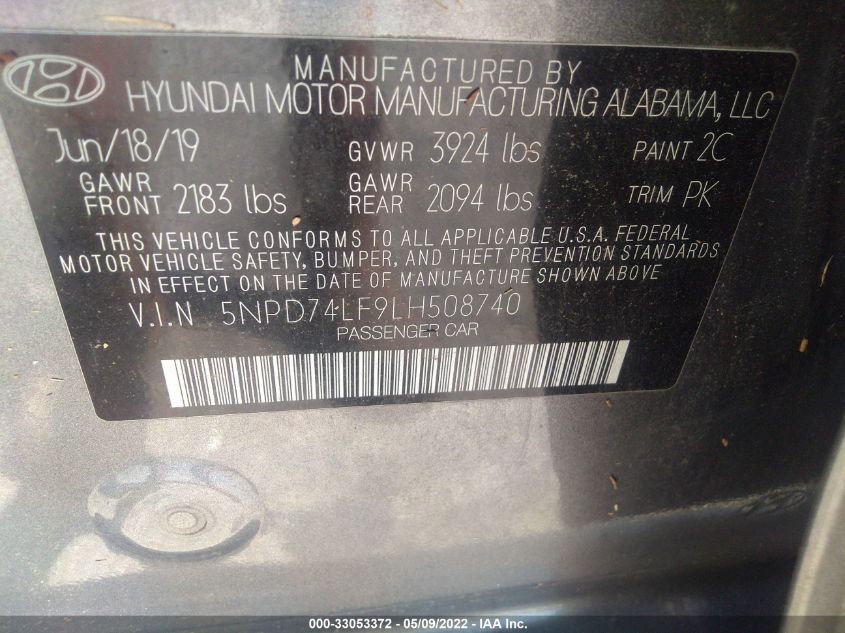 MANUFACTURED BY
HYUNDAI MOTOR MANUFACTURING ALABAMA, LLC
Jun/18/19 GVWR 3924 lbs PAINT 2C
GAWR FRONT 2183 lbs GAWR REAR 2094 lbs TRIM PK
THIS VEHICLE CONFORMS TO ALL APPLICABLE U.S.A. FEDERAL
MOTOR VEHICLE SAFETY, BUMPER, AND THEFT PREVENTION STANDARDS
IN EFFECT ON THE DATE OF MANUFACTURE SHOWN ABOVE
V.I.N 5NPD74LF9LH508740
PASSENGER CAR
000-33053372 - 05/09/2022 - IAA Inc.